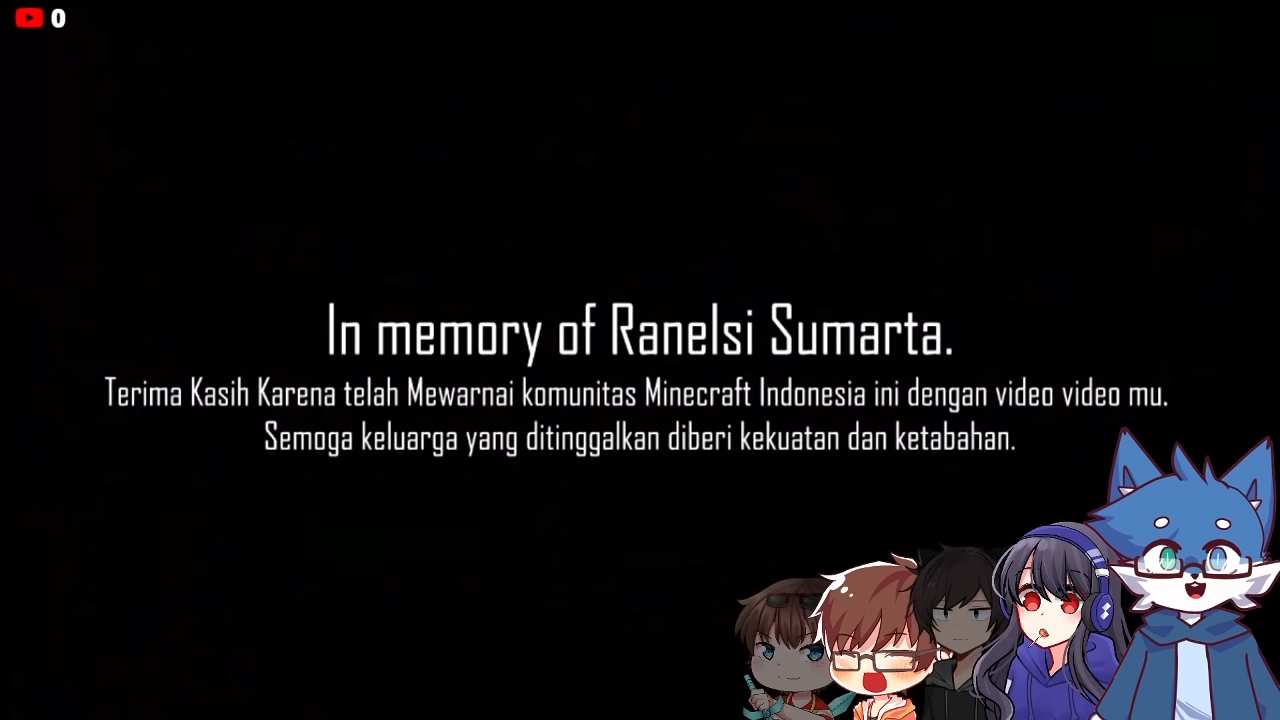 0
In memory of Ranelsi Sumarta.
Terima Kasih Karena telah Mewarnai komunitas Minecraft Indonesia ini dengan video video mu.
Semoga keluarga yang ditinggalkan diberi kekuatan dan ketabahan.